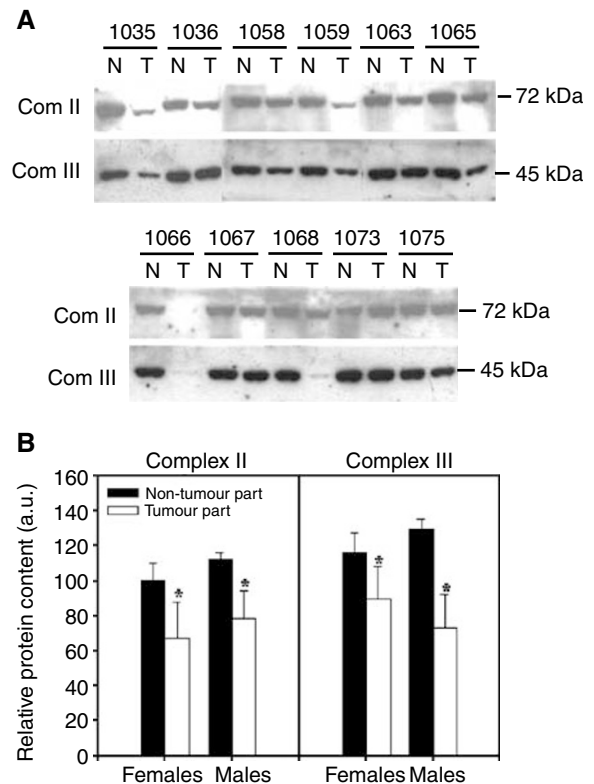 A
1035 1036 1058 1059 1063 1065
N T N T N T N T N T N T
Com II 72 kDa
Com III 45 kDa
1066 1067 1068 1073 1075
N T N T N T N T N T
Com II 72 kDa
Com III 45 kDa
B
Complex II Complex III
Relative protein content (a.u.)
160
140
120
100
80
60
40
20
0
Non-tumour part
Tumour part
* * * *
Females Males Females Males